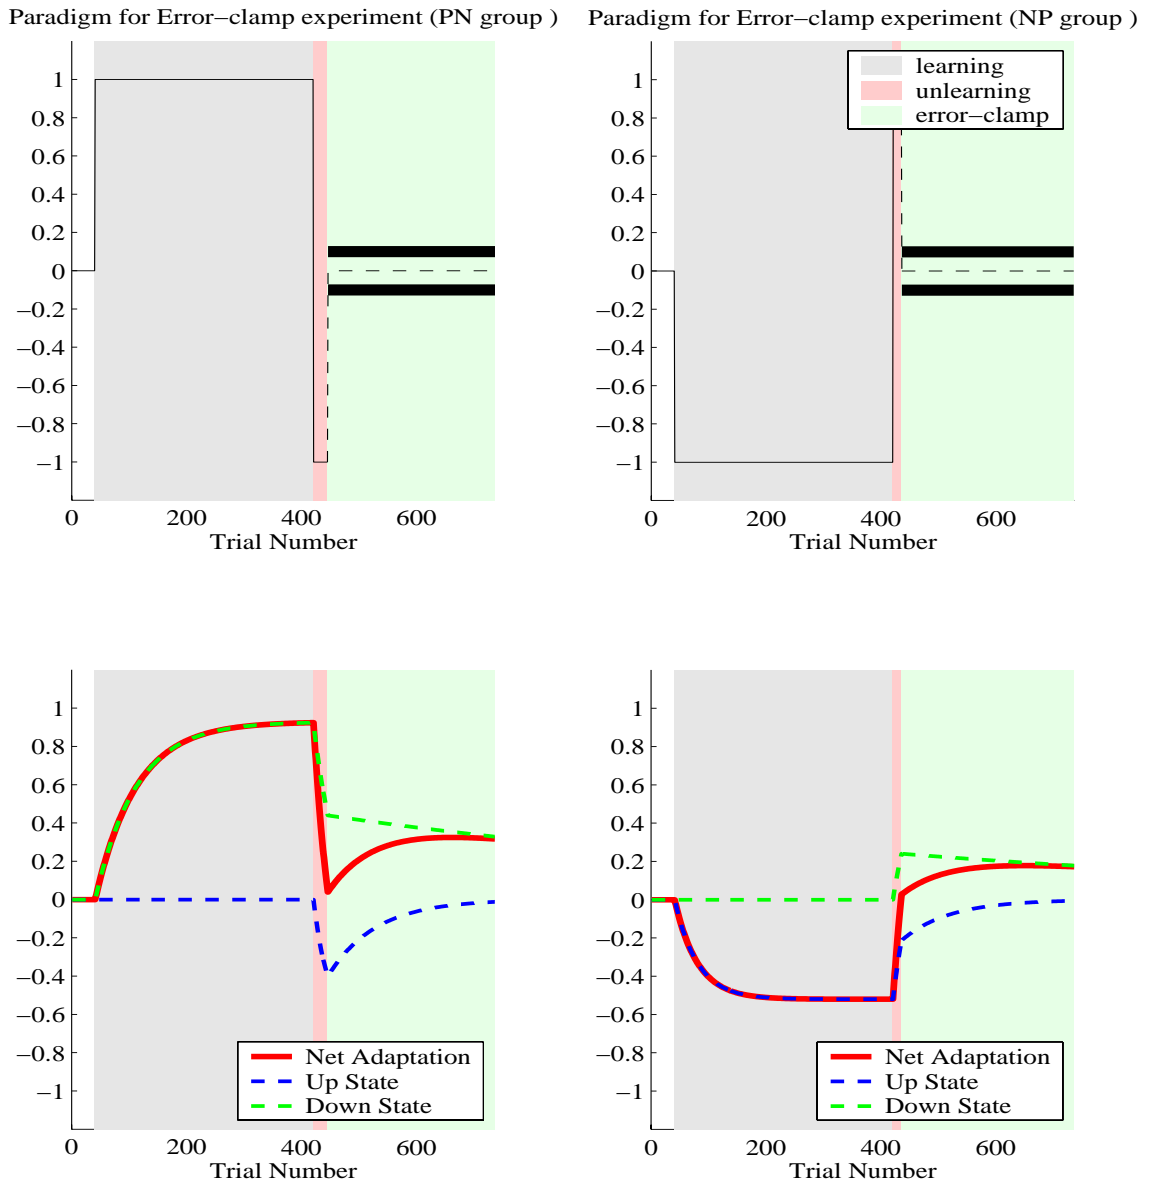 Paradigm for Error−clamp experiment (PN group )
1
0.8
0.6
0.4
0.2
0
−0.2
−0.4
−0.6
−0.8
−1
0 200 400 600
Trial Number
Paradigm for Error−clamp experiment (NP group )
learning
unlearning
error−clamp
1
0.8
0.6
0.4
0.2
0
−0.2
−0.4
−0.6
−0.8
−1
0 200 400 600
Trial Number
1
0.8
0.6
0.4
0.2
0
−0.2
−0.4
−0.6
−0.8
−1
Net Adaptation
Up State
Down State
0 200 400 600
Trial Number
1
0.8
0.6
0.4
0.2
0
−0.2
−0.4
−0.6
−0.8
−1
Net Adaptation
Up State
Down State
0 200 400 600
Trial Number